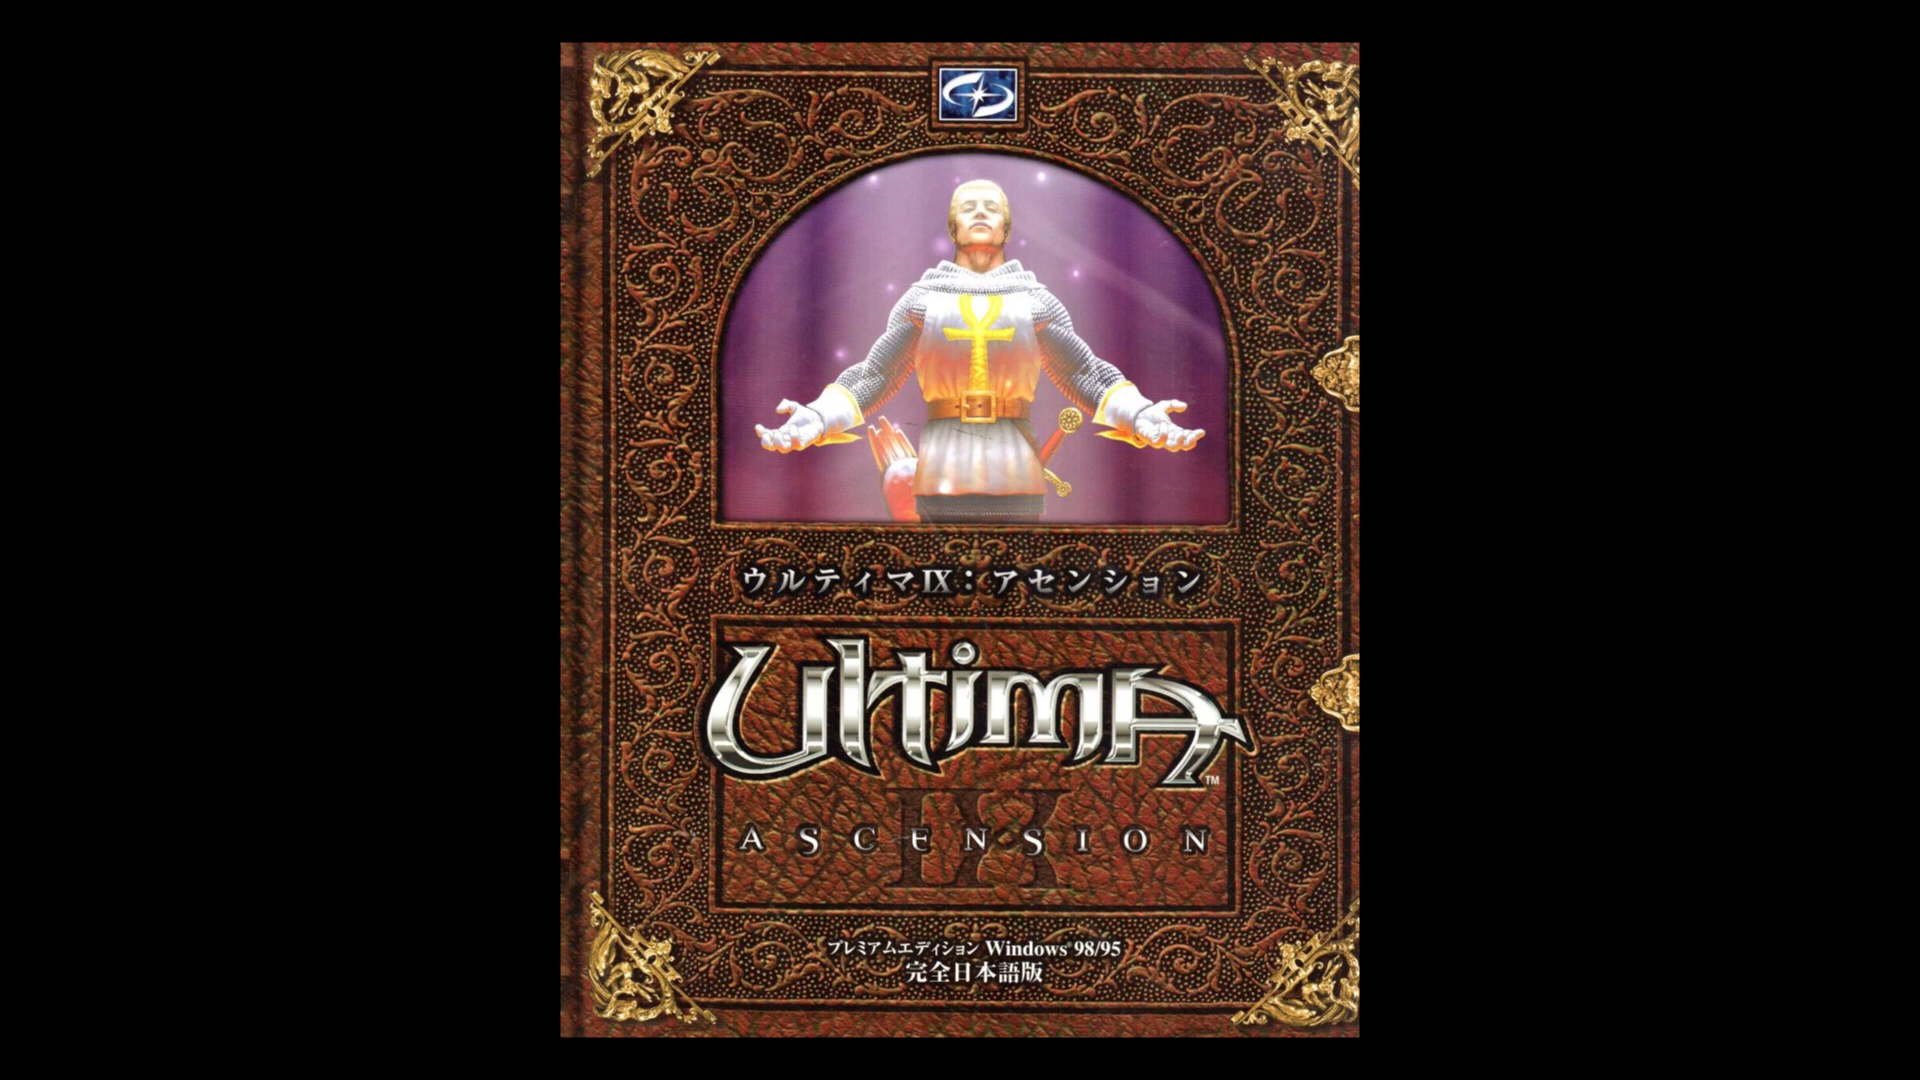 ウルティマIX：アセンション
Ultima™
IX
ASCENSION
プレミアムエディション Windows® 98/95
完全日本語版